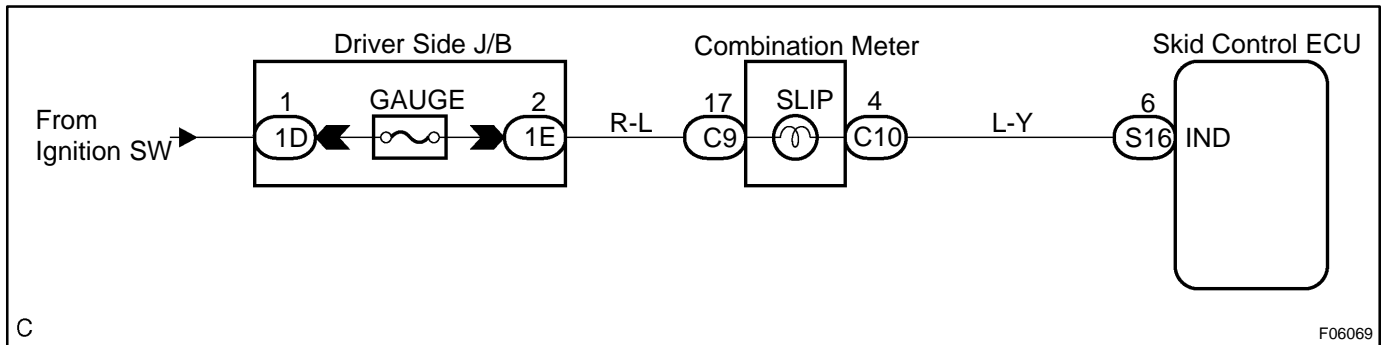 Driver Side J/B
Combination Meter
Skid Control ECU
From
Ignition SW
1
1D
GAUGE
2
1E
R-L
17
C9
SLIP
4
C10
L-Y
6
S16
IND
C
F06069